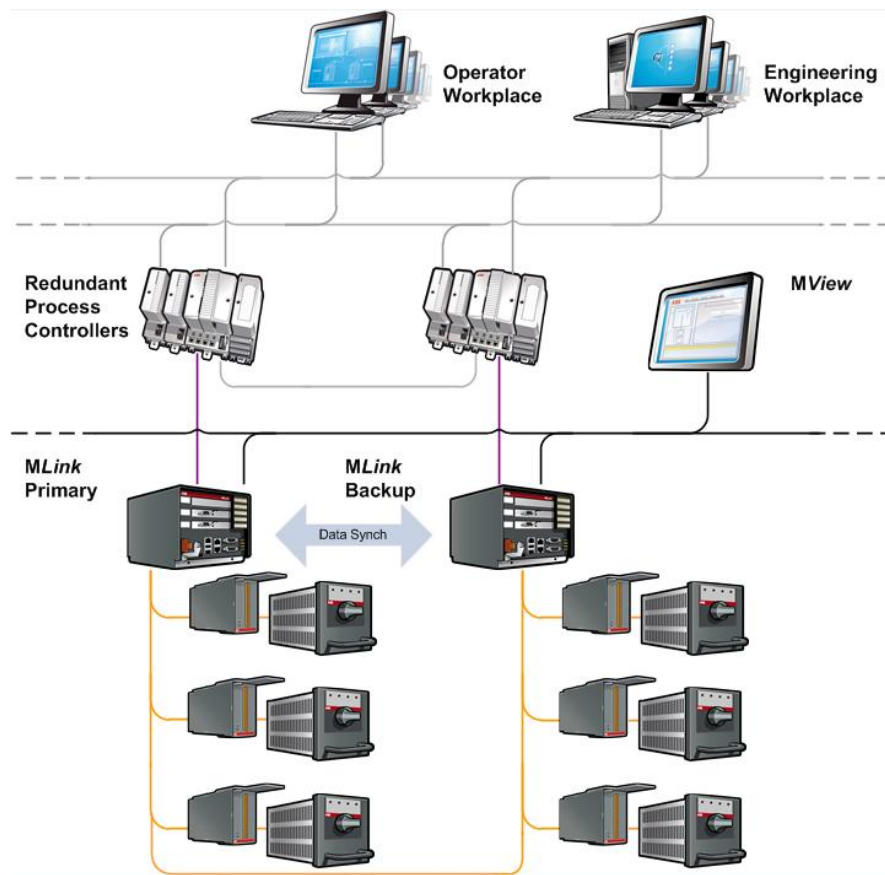 Operator
Workplace
Engineering
Workplace
Redundant
Process
Controllers
MView
MLink
Primary
MLink
Backup
Data Synch